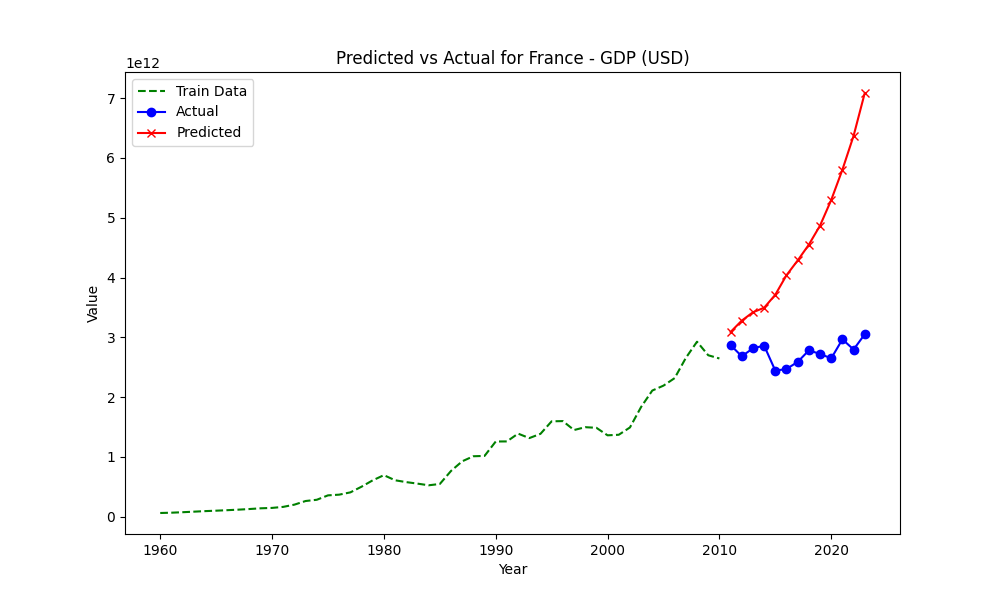 Predicted vs Actual for France - GDP (USD)
1e12
Train Data
Actual
Predicted
7
6
5
4
3
2
1
0
Value
1960 1970 1980 1990 2000 2010 2020
Year